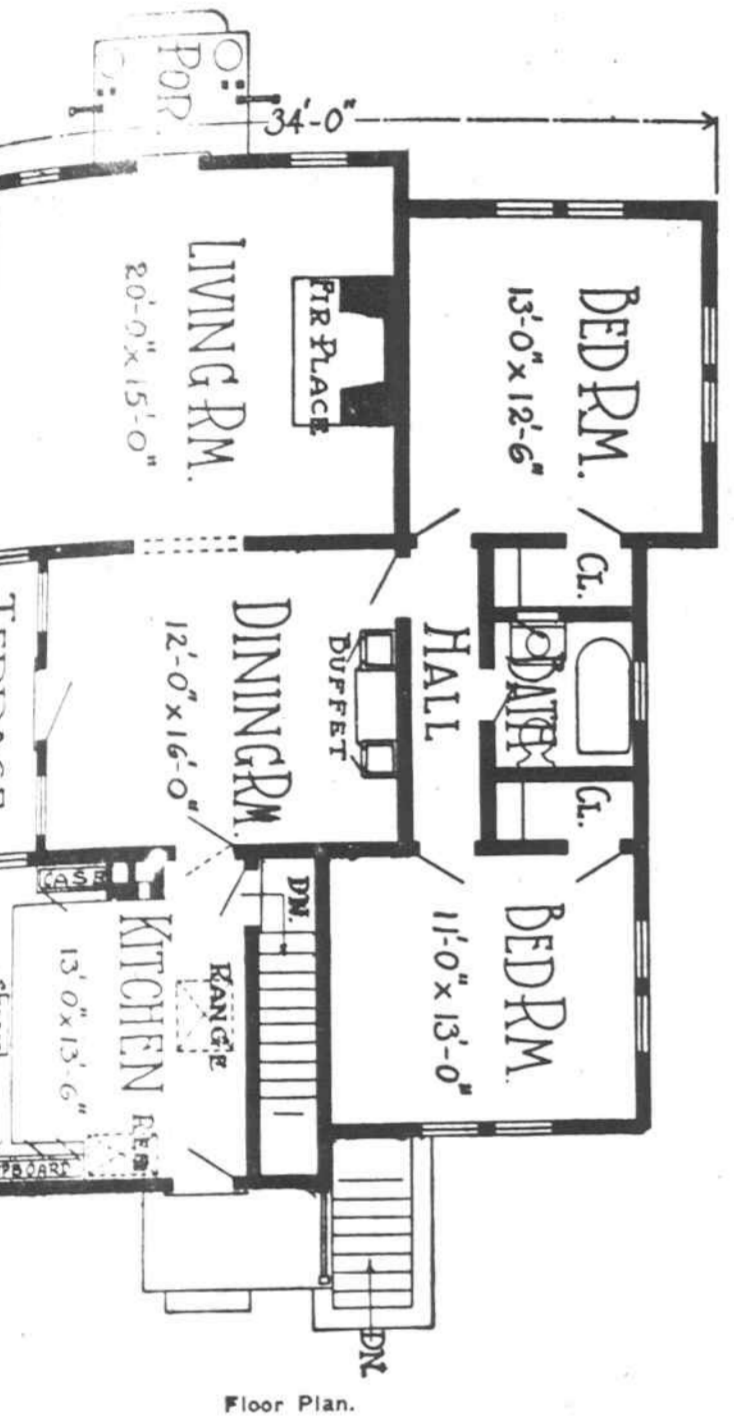 34'-0"
POR
LIVING RM.
20'-0" x 15'-0"
FIR PLACE
BED RM.
13'-0" x 12'-6"
CL.
HALL
BATH
DINING RM.
12'-0" x 16'-0"
BUFFET
CL.
BED RM.
11'-0" x 13'-0"
DN.
KITCHEN
13'-0" x 13'-6"
RANGE
CASE
REF
PBOARD
DN.
Floor Plan.